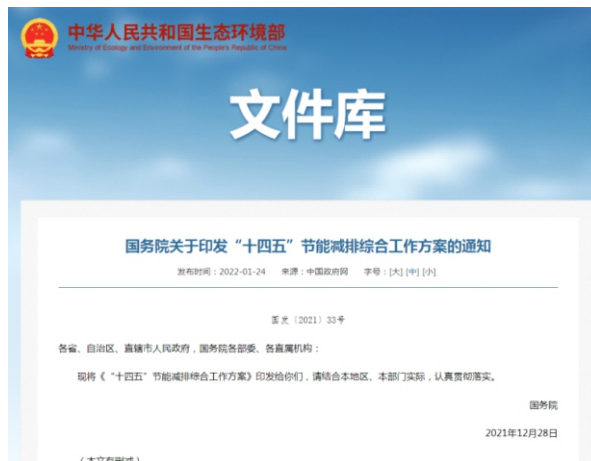 中华人民共和国生态环境部
Ministry of Ecology and Environment of the People's Republic of China
文件库
国务院关于印发“十四五”节能减排综合工作方案的通知
发布时间：2022-01-24 来源：中国政府网 字号：[大] [中] [小]
国发〔2021〕33号
各省、自治区、直辖市人民政府，国务院各部委、各直属机构：
现将《“十四五”节能减排综合工作方案》印发给你们，请结合本地区、本部门实际，认真贯彻落实。
国务院
2021年12月28日
（本文有删减）